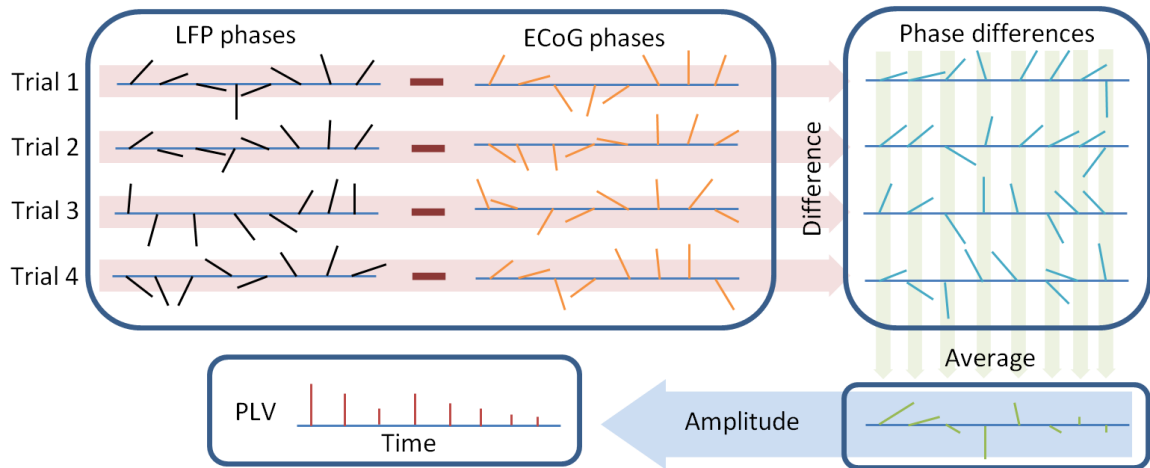 LFP phases
ECoG phases
Phase differences
Trial 1
Trial 2
Trial 3
Trial 4
Difference
Average
Amplitude
PLV
Time